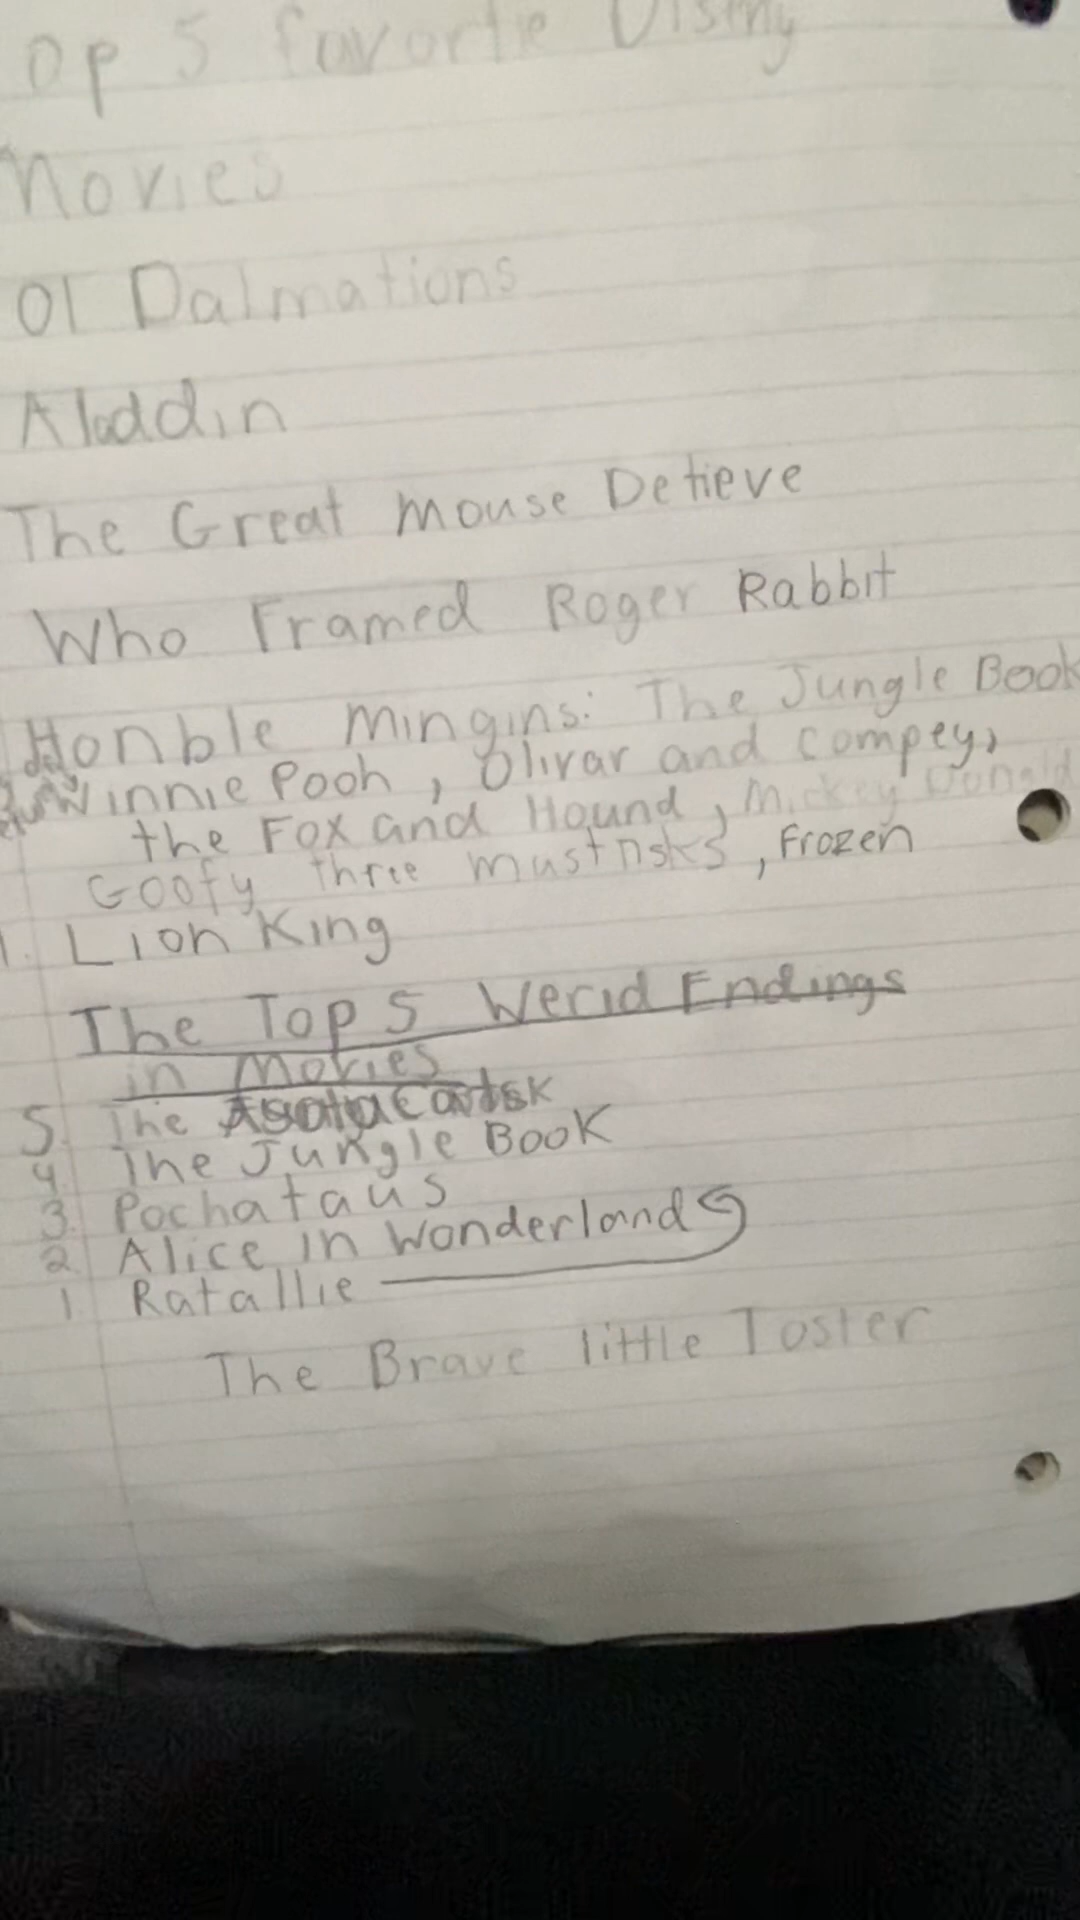 op 5 favortie Disiny
Movies
01 Dalmations
Aladdin
The Great Mouse Detieve
Who Framed Roger Rabbit
Honble Mingins: The Jungle Book
Winnie Pooh, Olivar and compey,
the Fox and Hound, Mickey Donald
Goofy three mustrisks, Frozen
1. Lion King
The Top 5 Werid Endings
in Movies
5. The
4 The Jungle Book
3. Pochataus
2. Alice in Wonderland
1. Ratallie
The Brave little Toster